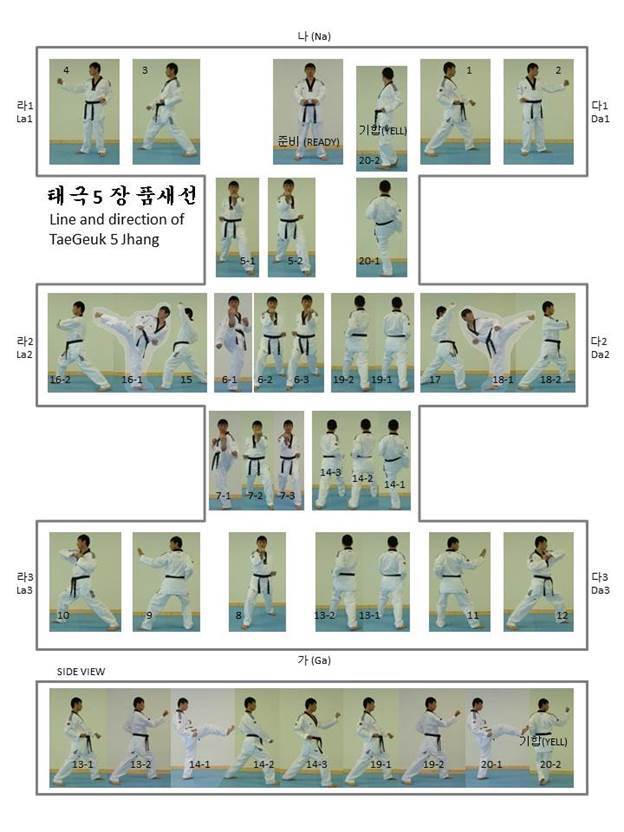 나 (Na)
라1
La1
4
3
준비 (READY)
기합(YELL)
20-2
1
2
다1
Da1
태극5 장 품새선
Line and direction of
TaeGeuk 5 Jhang
5-1
5-2
20-1
라2
La2
16-2
16-1
15
6-1
6-2
6-3
19-2
19-1
17
18-1
18-2
다2
Da2
7-1
7-2
7-3
14-3
14-2
14-1
라3
La3
10
9
8
13-2
13-1
11
12
다3
Da3
가 (Ga)
SIDE VIEW
13-1
13-2
14-1
14-2
14-3
19-1
19-2
20-1
기합(YELL)
20-2